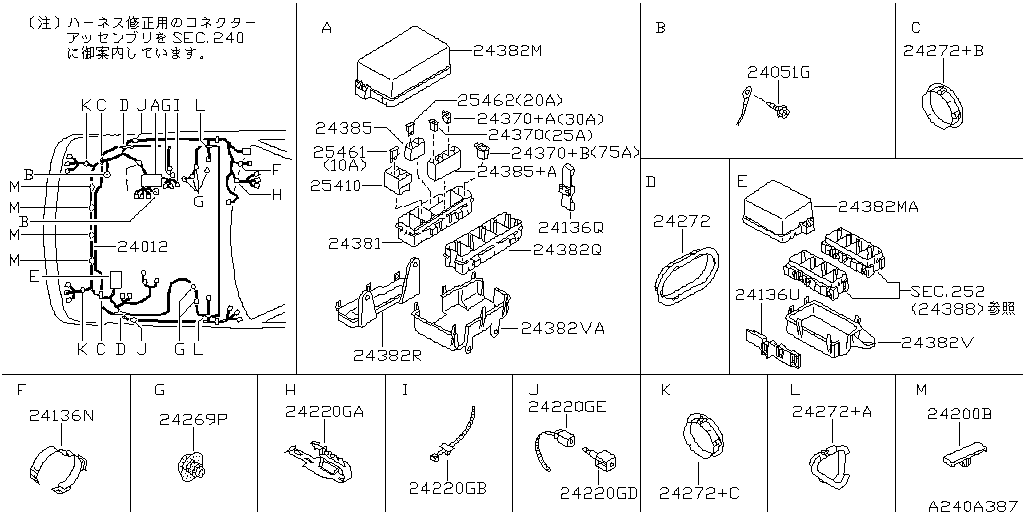 (注) ハーネス修正用のコネクター
アッセンブリを SEC.240
に御案内しています。
K C D J A G I L
B
M
M
B
M
M
E
24012
G
F
H
K C D J G L
A
24382M
25462(20A)
24370+A(30A)
24370(25A)
24385
25461
(10A)
24370+B(75A)
24385+A
25410
24136Q
24381
24382Q
24382R
24382VA
B
24051G
C
24272+B
D
24272
E
24382MA
24136U
SEC.252
(24388)参照
24382V
F
24136N
G
24269P
H
24220GA
I
24220GB
J
24220GE
24220GD
K
24272+C
L
24272+A
M
24200B
A240A387